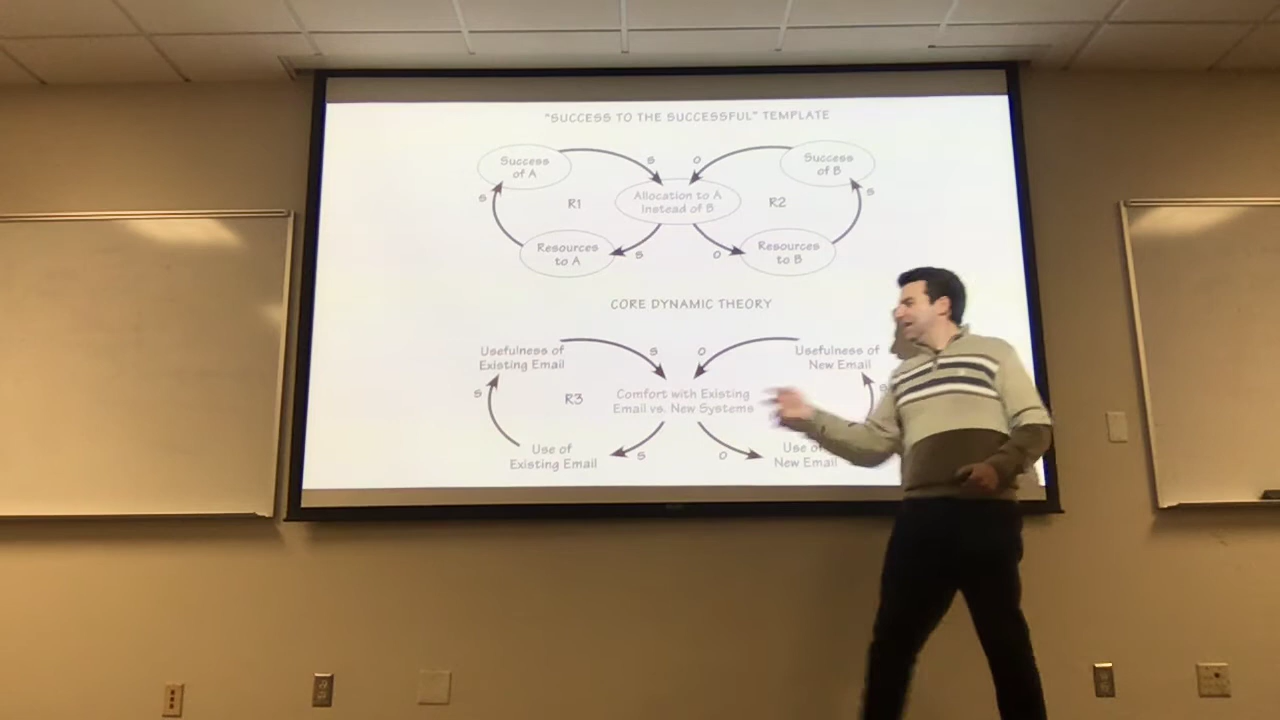 "SUCCESS TO THE SUCCESSFUL" TEMPLATE
Success
of A
S
O
Success
of B
S
R1
Allocation to A
Instead of B
R2
S
Resources
to A
S
O
Resources
to B
CORE DYNAMIC THEORY
Usefulness of
Existing Email
S
O
Usefulness of
New Email
S
R3
Comfort with Existing
Email vs. New Systems
S
Use of
Existing Email
S
O
Use of
New Email